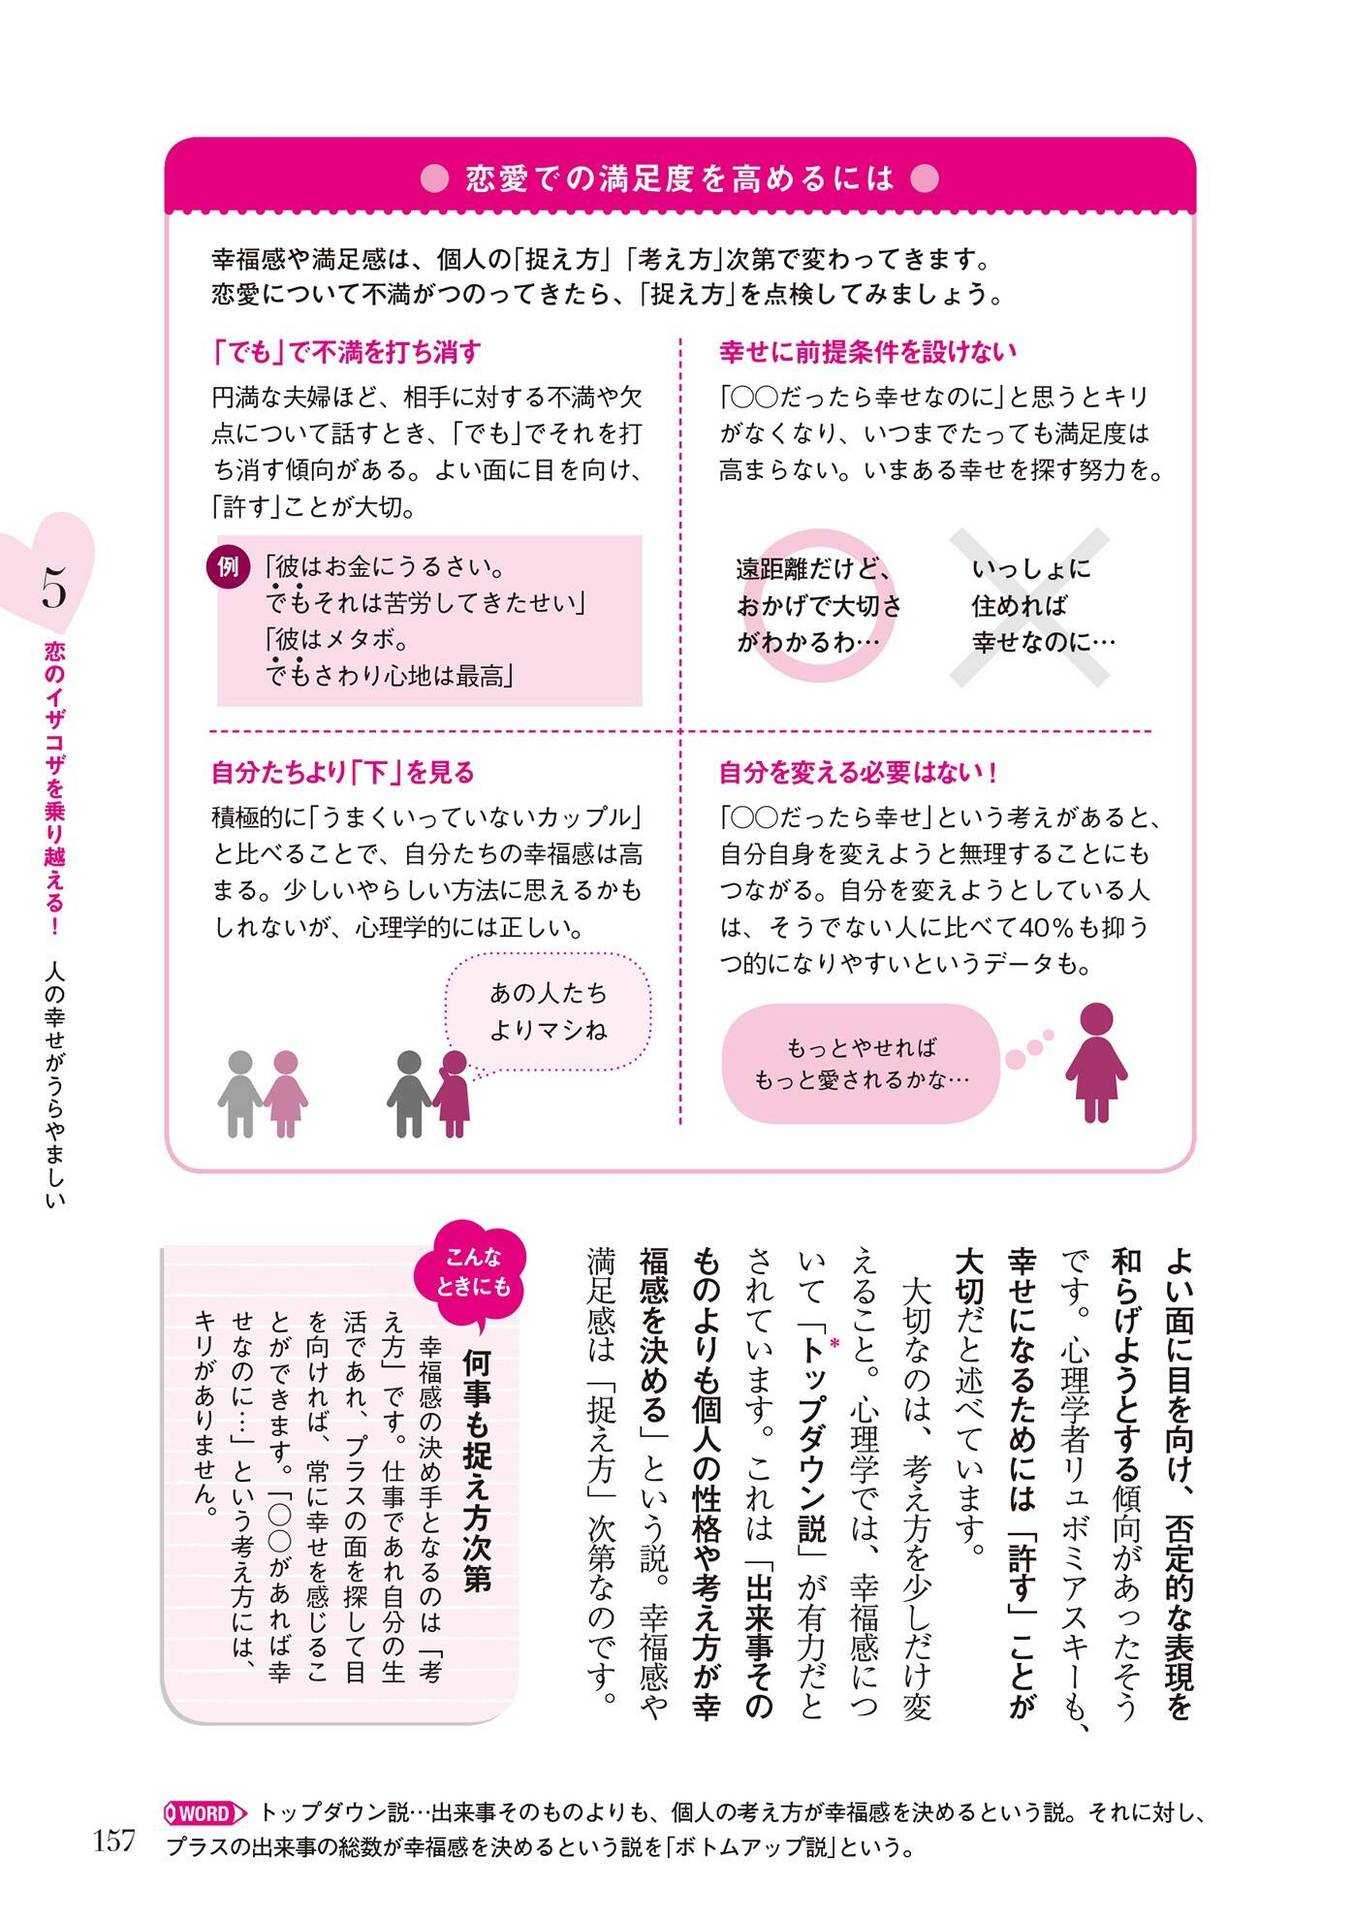 恋愛での満足度を高めるには
幸福感や満足感は、個人の「捉え方」「考え方」次第で変わってきます。
恋愛について不満がつのってきたら、「捉え方」を点検してみましょう。
「でも」で不満を打ち消す
円満な夫婦ほど、相手に対する不満や欠
点について話すとき、「でも」でそれを打
ち消す傾向がある。よい面に目を向け、
「許す」ことが大切。
例
「彼はお金にうるさい。
でもそれは苦労してきたせい」
「彼はメタボ。
でもさわり心地は最高」
幸せに前提条件を設けない
「○○だったら幸せなのに」と思うとキリ
がなくなり、いつまでたっても満足度は
高まらない。いまある幸せを探す努力を。
遠距離だけど、
おかげで大切さ
がわかるわ…
いっしょに
住めれば
幸せなのに…
自分たちより「下」を見る
積極的に「うまくいっていないカップル」
と比べることで、自分たちの幸福感は高
まる。少しいやらしい方法に思えるかも
しれないが、心理学的には正しい。
あの人たち
よりマシね
自分を変える必要はない！
「○○だったら幸せ」という考えがあると、
自分自身を変えようと無理することにも
つながる。自分を変えようとしている人
は、そうでない人に比べて40％も抑う
つ的になりやすいというデータも。
もっとやせれば
もっと愛されるかな…
5
恋のイザコザを乗り越える！　人の幸せがうらやましい
よい面に目を向け、否定的な表現を
和らげようとする傾向があったそう
です。心理学者リュボミアスキーも、
幸せになるためには「許す」ことが
大切だと述べています。
　大切なのは、考え方を少しだけ変
えること。心理学では、幸福感につ
いて「トップダウン説*」が有力だと
されています。これは「出来事その
ものよりも個人の性格や考え方が幸
福感を決める」という説。幸福感や
満足感は「捉え方」次第なのです。
こんな
ときにも
何事も捉え方次第
　幸福感の決め手となるのは「考
え方」です。仕事であれ自分の生
活であれ、プラスの面を探して目
を向ければ、常に幸せを感じるこ
とができます。「○○があれば幸
せなのに…」という考え方には、
キリがありません。
WORD トップダウン説…出来事そのものよりも、個人の考え方が幸福感を決めるという説。それに対し、
プラスの出来事の総数が幸福感を決めるという説を「ボトムアップ説」という。
157